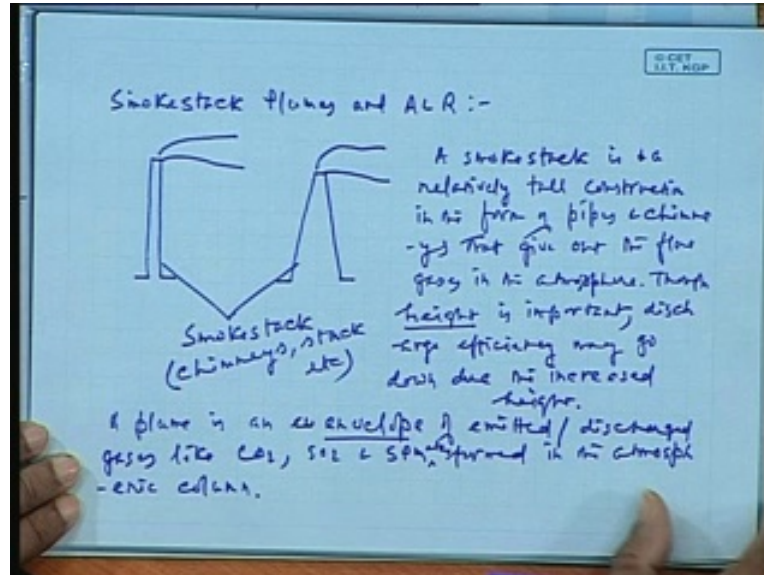 © CET
I.I.T. KGP
Smokestack Plumes and ALR :-
A smokestack is a
relatively tall construction
in the form of pipes & chimne
-ys that give out the flue
gases in the atmosphere. Though
height is important, disch
-arge efficiency may go
down due the increased
height.
Smokestack
(chimneys, stack
etc)
A plume is an envelope of emitted/discharged
gases like CO2, SO2 & SPM, etc, formed in the atmosph
-eric column.